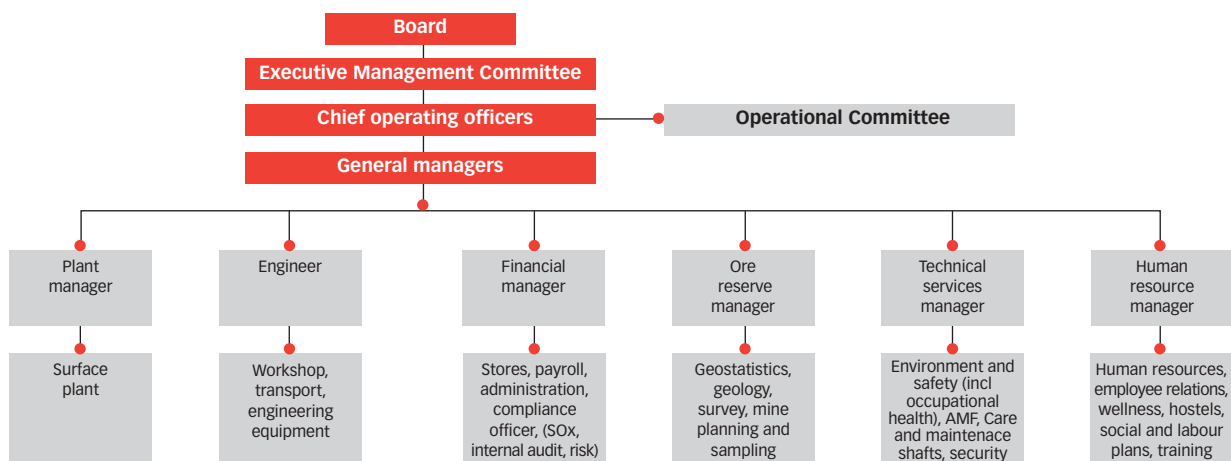 Board
Executive Management Committee
Chief operating officers
Operational Committee
General managers
Plant
manager
Engineer
Financial
manager
Ore
reserve
manager
Technical
services
manager
Human
resource
manager
Surface
plant
Workshop,
transport,
engineering
equipment
Stores, payroll,
administration,
compliance
officer, (SOx,
internal audit, risk)
Geostatistics,
geology,
survey, mine
planning and
sampling
Environment and
safety (incl
occupational
health), AMF, Care
and maintenace
shafts, security
Human resources,
employee relations,
wellness, hostels,
social and labour
plans, training